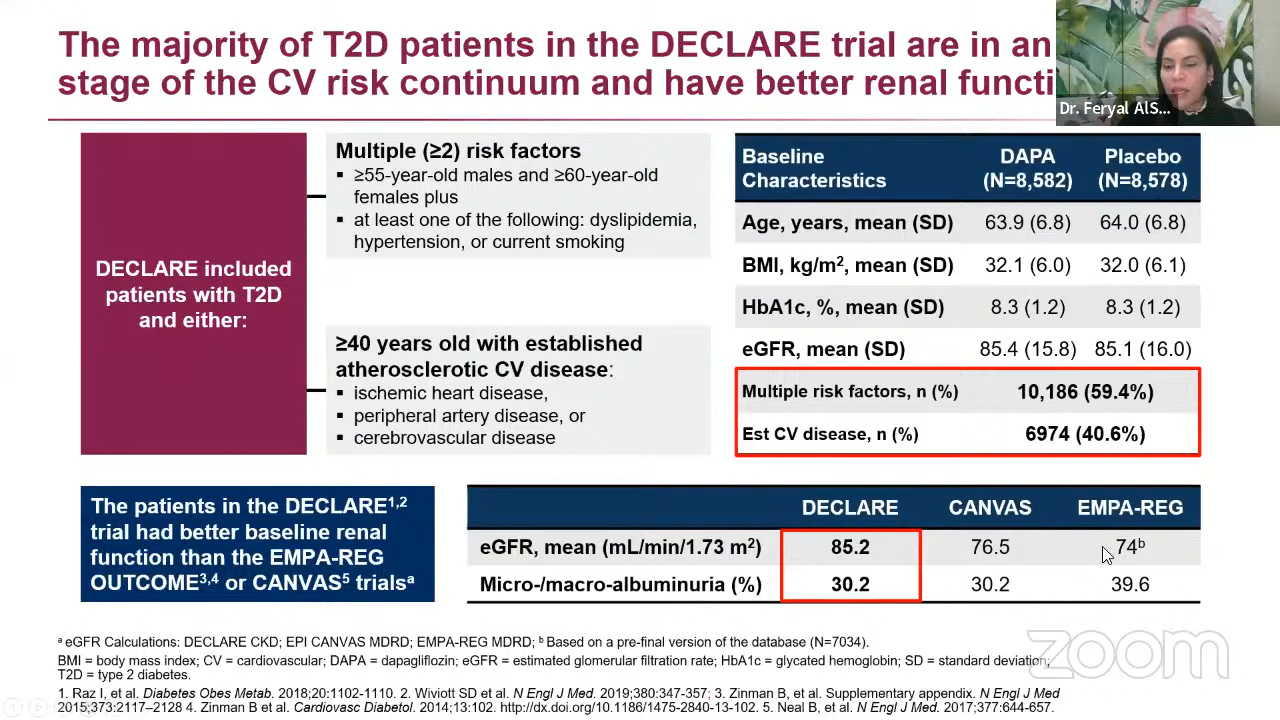 The majority of T2D patients in the DECLARE trial are in an
stage of the CV risk continuum and have better renal functi
Dr. Feryal AlS...
DECLARE included
patients with T2D
and either:
Multiple (≥2) risk factors
▪ ≥55-year-old males and ≥60-year-old
females plus
▪ at least one of the following: dyslipidemia,
hypertension, or current smoking
≥40 years old with established
atherosclerotic CV disease:
▪ ischemic heart disease,
▪ peripheral artery disease, or
▪ cerebrovascular disease
Baseline Characteristics DAPA (N=8,582) Placebo (N=8,578)
Age, years, mean (SD) 63.9 (6.8) 64.0 (6.8)
BMI, kg/m², mean (SD) 32.1 (6.0) 32.0 (6.1)
HbA1c, %, mean (SD) 8.3 (1.2) 8.3 (1.2)
eGFR, mean (SD) 85.4 (15.8) 85.1 (16.0)
Multiple risk factors, n (%) 10,186 (59.4%)
Est CV disease, n (%) 6974 (40.6%)
The patients in the DECLARE¹,²
trial had better baseline renal
function than the EMPA-REG
OUTCOME³,⁴ or CANVAS⁵ trialsᵃ
DECLARE CANVAS EMPA-REG
eGFR, mean (mL/min/1.73 m²) 85.2 76.5 74ᵇ
Micro-/macro-albuminuria (%) 30.2 30.2 39.6
ᵃ eGFR Calculations: DECLARE CKD; EPI CANVAS MDRD; EMPA-REG MDRD; ᵇ Based on a pre-final version of the database (N=7034).
BMI = body mass index; CV = cardiovascular; DAPA = dapagliflozin; eGFR = estimated glomerular filtration rate; HbA1c = glycated hemoglobin; SD = standard deviation;
T2D = type 2 diabetes.
1. Raz I, et al. Diabetes Obes Metab. 2018;20:1102-1110. 2. Wiviott SD et al. N Engl J Med. 2019;380:347-357; 3. Zinman B, et al. Supplementary appendix. N Engl J Med
2015;373:2117–2128 4. Zinman B et al. Cardiovasc Diabetol. 2014;13:102. http://dx.doi.org/10.1186/1475-2840-13-102. 5. Neal B, et al. N Engl J Med. 2017;377:644-657.
zoom